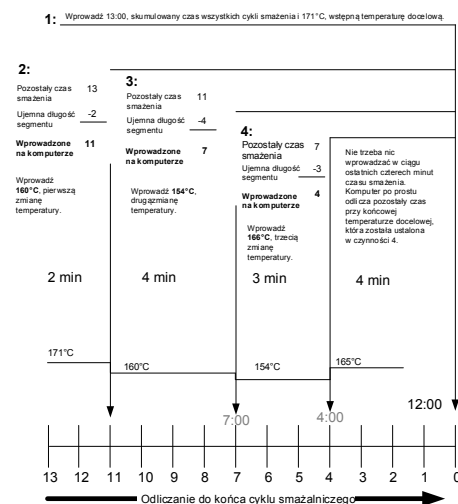 1: Wprowadź 13:00, skumulowany czas wszystkich cykli smażenia i 171°C, wstępną temperaturę docelową.
2:
Pozostały czas smażenia 13
Ujemna długość segmentu -2
Wprowadzone na komputerze 11
Wprowadź
160°C, pierwszą
zmianę
temperatury.
3:
Pozostały czas smażenia 11
Ujemna długość segmentu -4
Wprowadzone na komputerze 7
Wprowadź 154°C,
drugązmianę
temperatury.
4:
Pozostały czas smażenia 7
Ujemna długość segmentu -3
Wprowadzone na komputerze 4
Wprowadź
166°C, trzecią
zmianę
temperatury.
Nie trzeba nic
wprowadzać w ciągu
ostatnich czterech minut
czasu smażenia.
Komputer po prostu
odlicza pozostały czas
przy końcowej
temperaturze docelowej,
która została ustalona
w czynności 4.
2 min
4 min
3 min
4 min
171°C
160°C
154°C
165°C
12:00
7:00
4:00
13 12 11 10 9 8 7 6 5 4 3 2 1 0
Odliczanie do końca cyklu smażalniczego